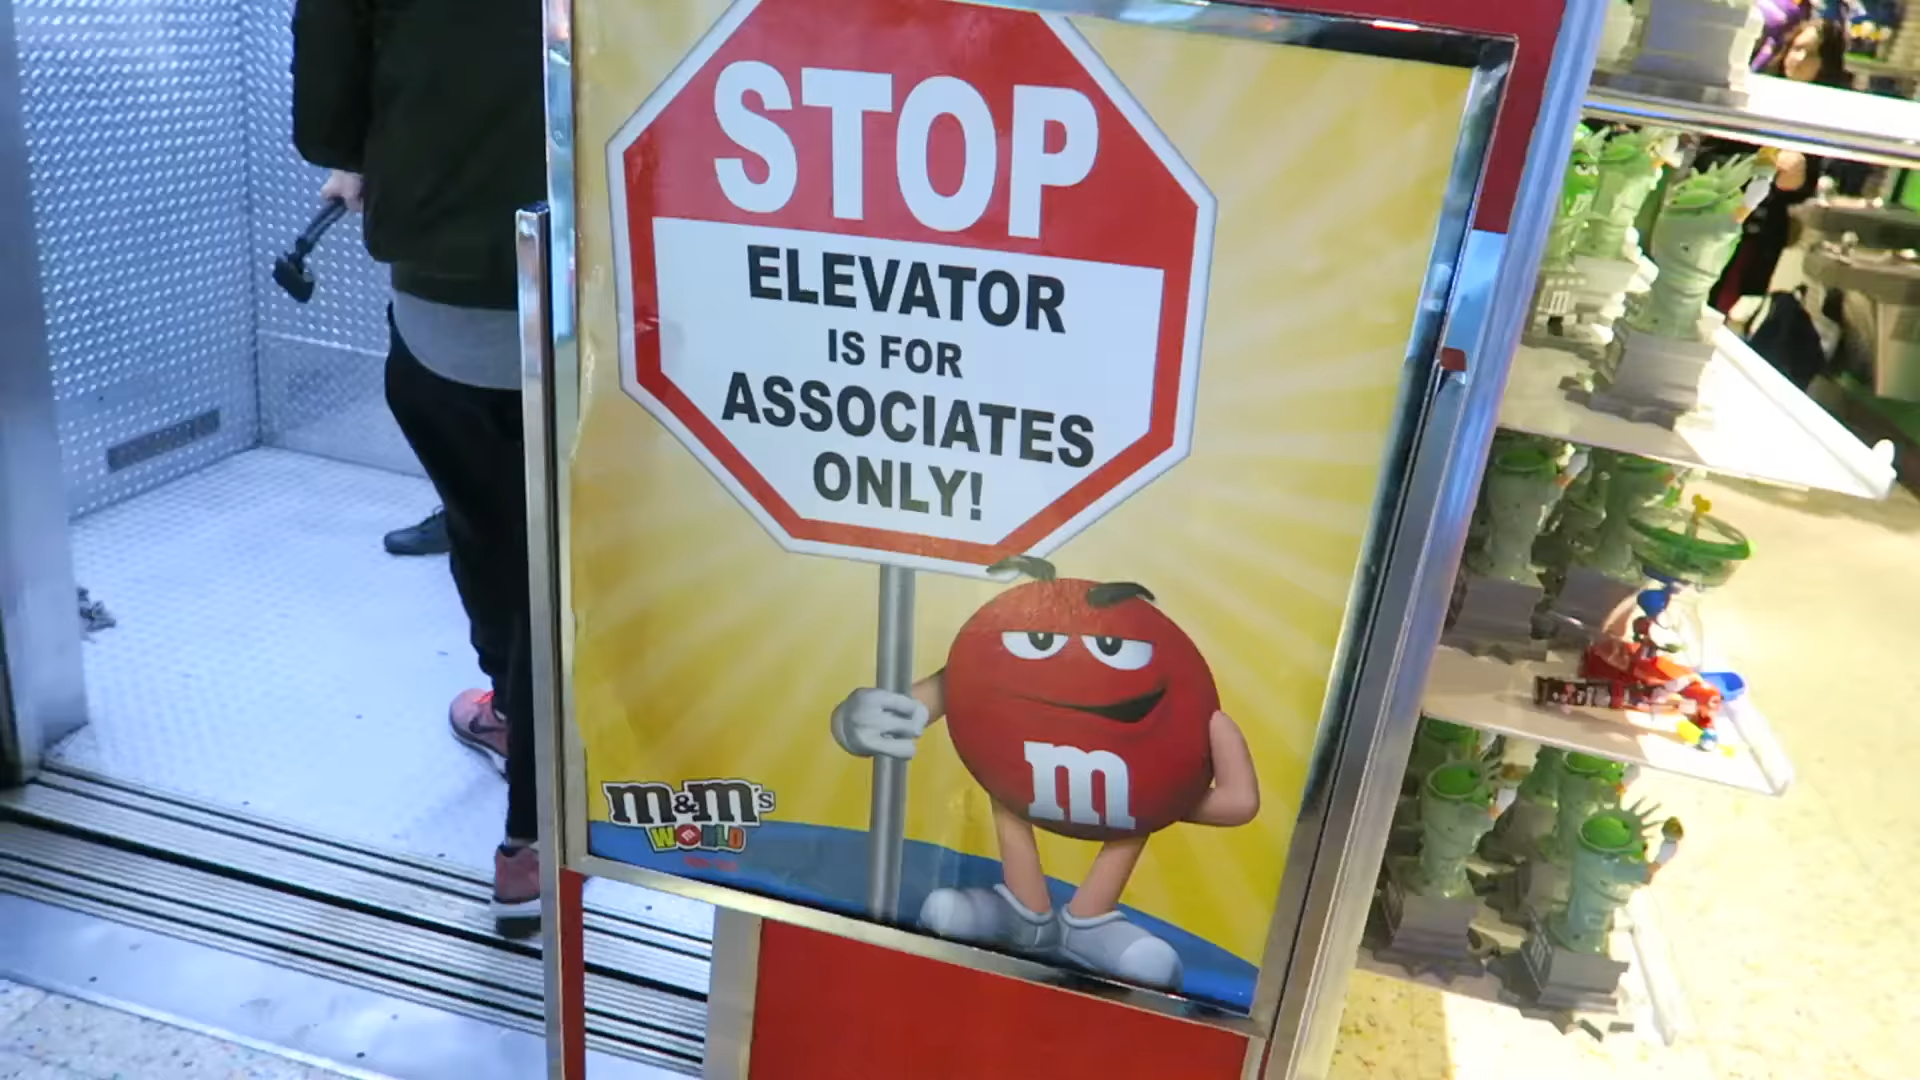 STOP
ELEVATOR
IS FOR
ASSOCIATES
ONLY!
m
m&m's
WORLD